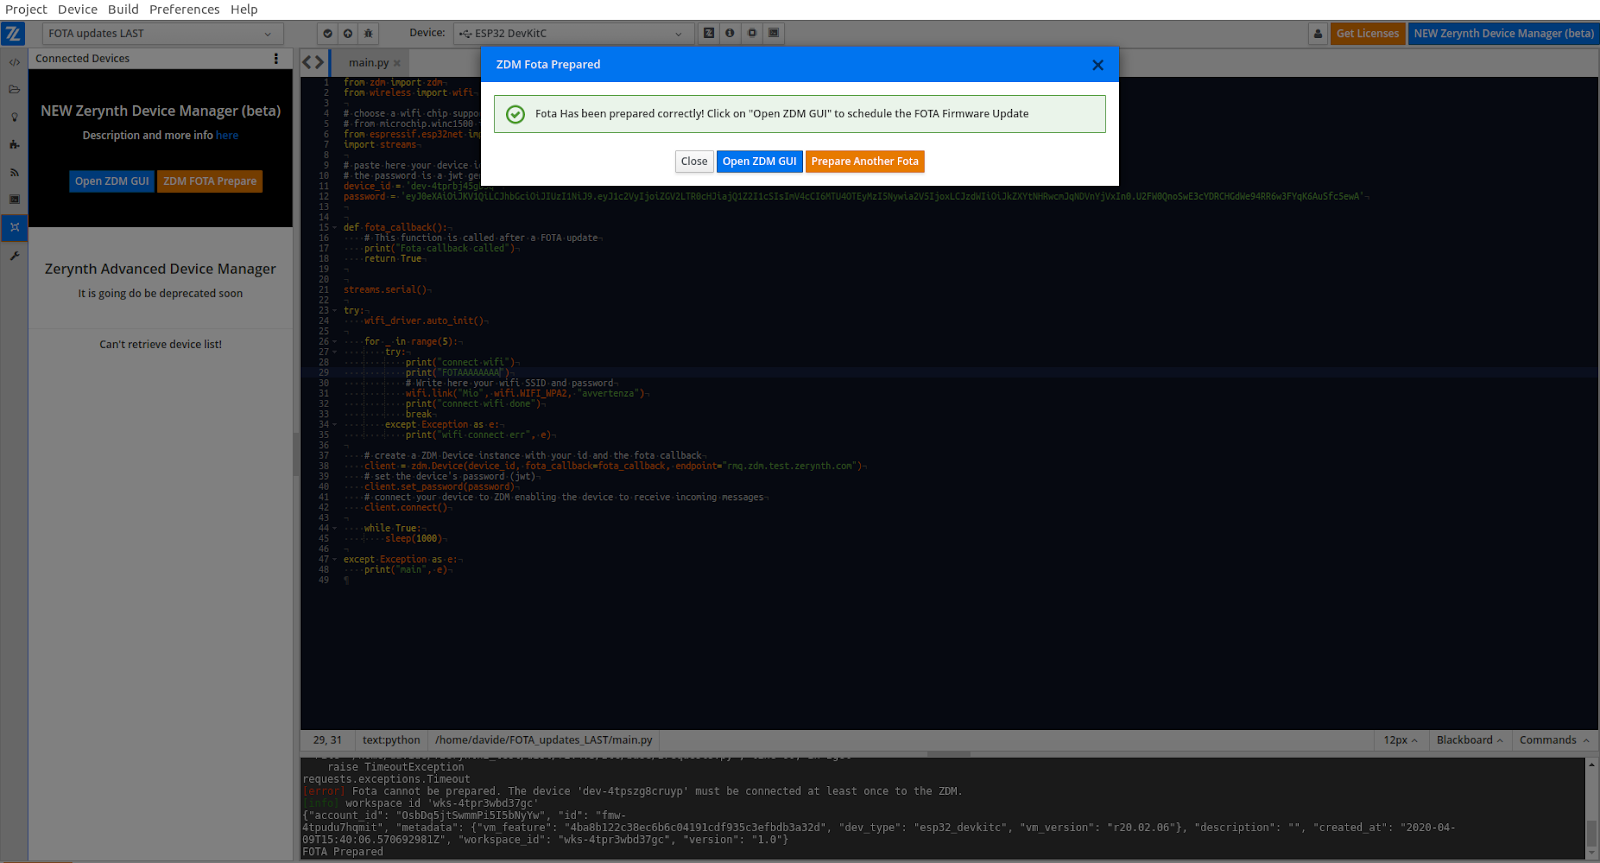 Project Device Build Preferences Help
FOTA updates LAST
Device: ESP32 DevKitC
Get Licenses
NEW Zerynth Device Manager (beta)
Connected Devices
NEW Zerynth Device Manager (beta)
Description and more info here
Open ZDM GUI
ZDM FOTA Prepare
Zerynth Advanced Device Manager
It is going do be deprecated soon
Can't retrieve device list!
main.py
ZDM Fota Prepared
Fota Has been prepared correctly! Click on "Open ZDM GUI" to schedule the FOTA Firmware Update
Close
Open ZDM GUI
Prepare Another Fota
1 from zdm import zdm
2 from wireless import wifi
3
4 # choose a wifi chip suppo
5 # from microchip.winc1500
6 from espressif.esp32net im
7 import streams
8
9 # paste here your device i
10 # the password is a jwt ge
11 device_id = 'dev-4tprbj45g
12 password =
13
14
15 def fota_callback():
16 # This function is called after a FOTA update
17 print("Fota callback called")
18 return True
19
20
21 streams.serial()
22
23 try:
24 wifi_driver.auto_init()
25
26 for _ in range(5):
27 try:
28 print("connect wifi")
29 print("FOTAAAAAAAA")
30 # Write here your wifi SSID and password
31 wifi.link("Mio", wifi.WIFI_WPA2, "avvertenza")
32 print("connect wifi done")
33 break
34 except Exception as e:
35 print("wifi connect err", e)
36
37 # create a ZDM Device instance with your id and the fota callback
38 client = zdm.Device(device_id, fota_callback=fota_callback, endpoint="rmq.zdm.test.zerynth.com")
39 # set the device's password (jwt)
40 client.set_password(password)
41 # connect your device to ZDM enabling the device to receive incoming messages
42 client.connect()
43
44 while True:
45 sleep(1000)
46
47 except Exception as e:
48 print("main", e)
49
29, 31
text:python
/home/davide/FOTA_updates_LAST/main.py
12px
Blackboard
Commands
raise TimeoutException
requests.exceptions.Timeout
[error] Fota cannot be prepared. The device 'dev-4tpszg8cruyp' must be connected at least once to the ZDM.
[info] workspace id 'wks-4tpr3wbd37gc'
{"account_id": "OsbDq5jtSwmmPi5I5bNyYw", "id": "fmw-
4tpudu7hqmit", "metadata": {"vm_feature": "4ba8b122c38ec6b6c04191cdf935c3efbdb3a32d", "dev_type": "esp32_devkitc", "vm_version": "r20.02.06"}, "description": "", "created_at": "2020-04-
09T15:40:06.570692981Z", "workspace_id": "wks-4tpr3wbd37gc", "version": "1.0"}
FOTA Prepared